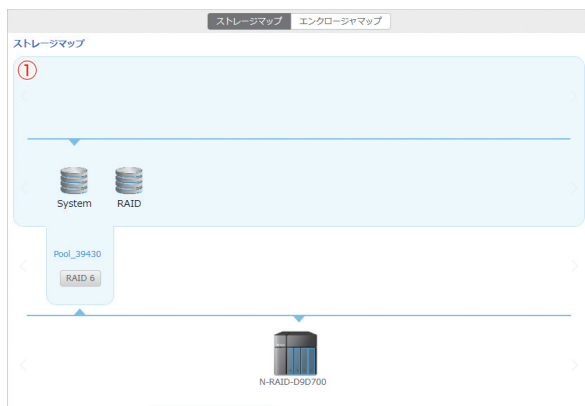 ストレージマップ エンクロージャマップ
ストレージマップ
①
System RAID
Pool_39430
RAID 6
N-RAID-D9D700